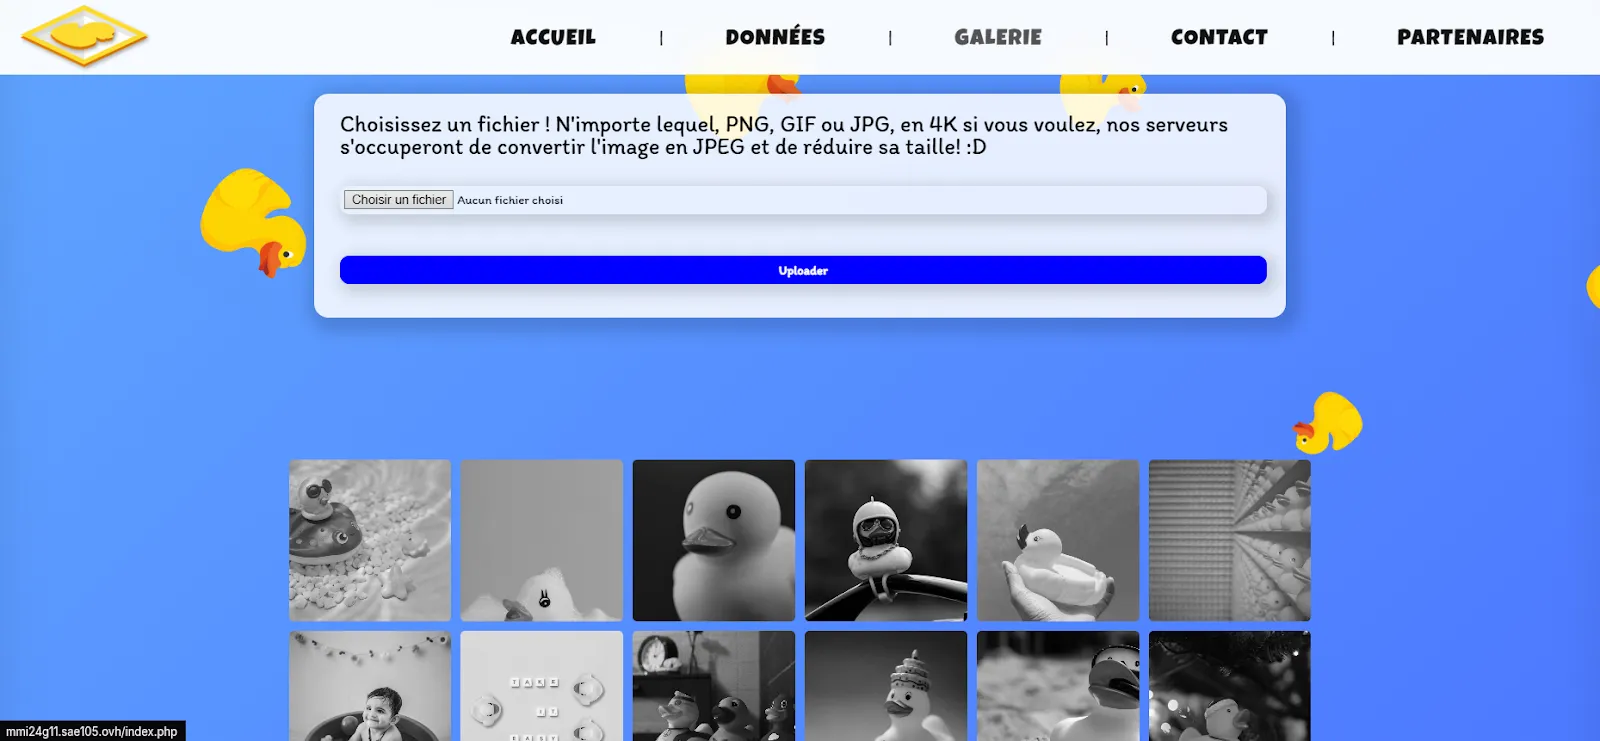 ACCUEIL | DONNÉES | GALERIE | CONTACT | PARTENAIRES
Choisissez un fichier ! N'importe lequel, PNG, GIF ou JPG, en 4K si vous voulez, nos serveurs
s'occuperont de convertir l'image en JPEG et de réduire sa taille! :D
Choisir un fichier Aucun fichier choisi
Uploader
TAKE
IT
mmi24g11.sae105.ovh/index.php